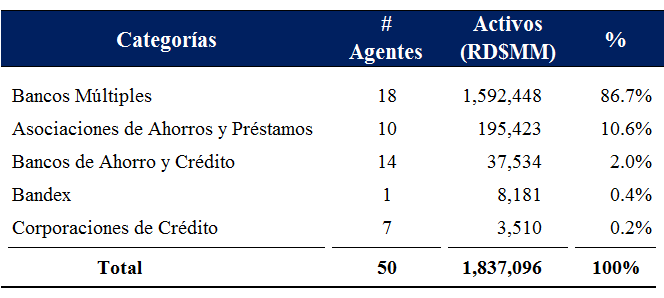 Categorías # Agentes Activos (RD$MM) %
Bancos Múltiples 18 1,592,448 86.7%
Asociaciones de Ahorros y Préstamos 10 195,423 10.6%
Bancos de Ahorro y Crédito 14 37,534 2.0%
Bandex 1 8,181 0.4%
Corporaciones de Crédito 7 3,510 0.2%
Total 50 1,837,096 100%